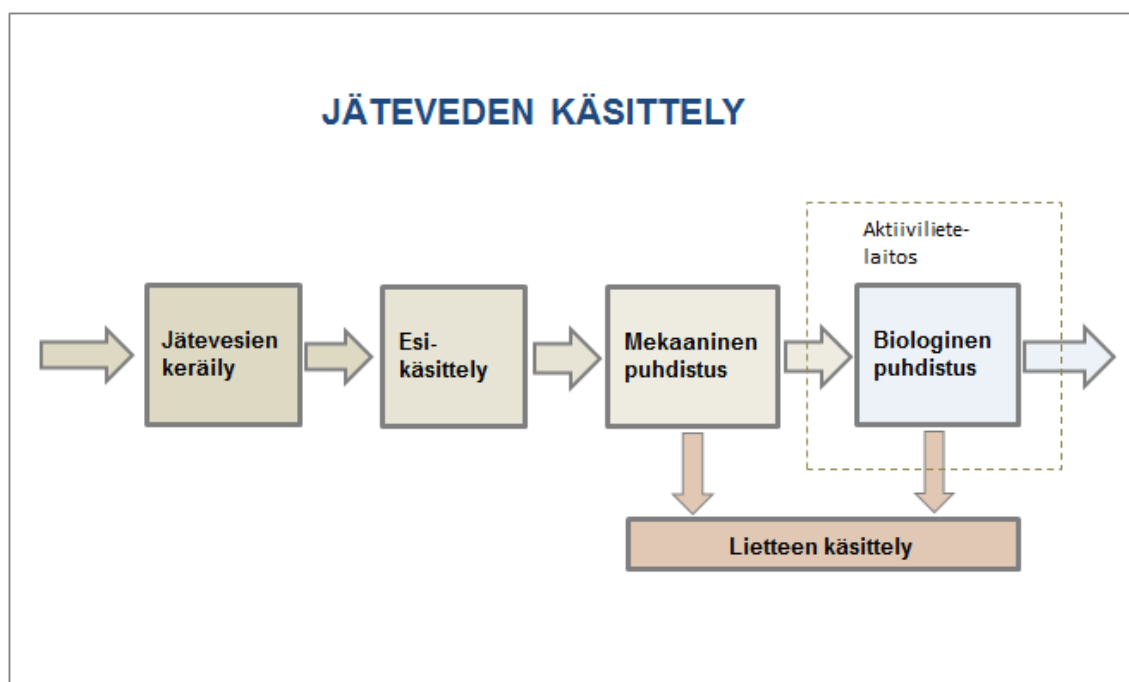 JÄTEVEDEN KÄSITTELY
Aktiiviliete-
laitos
Jätevesien
keräily
Esi-
käsittely
Mekaaninen
puhdistus
Biologinen
puhdistus
Lietteen käsittely